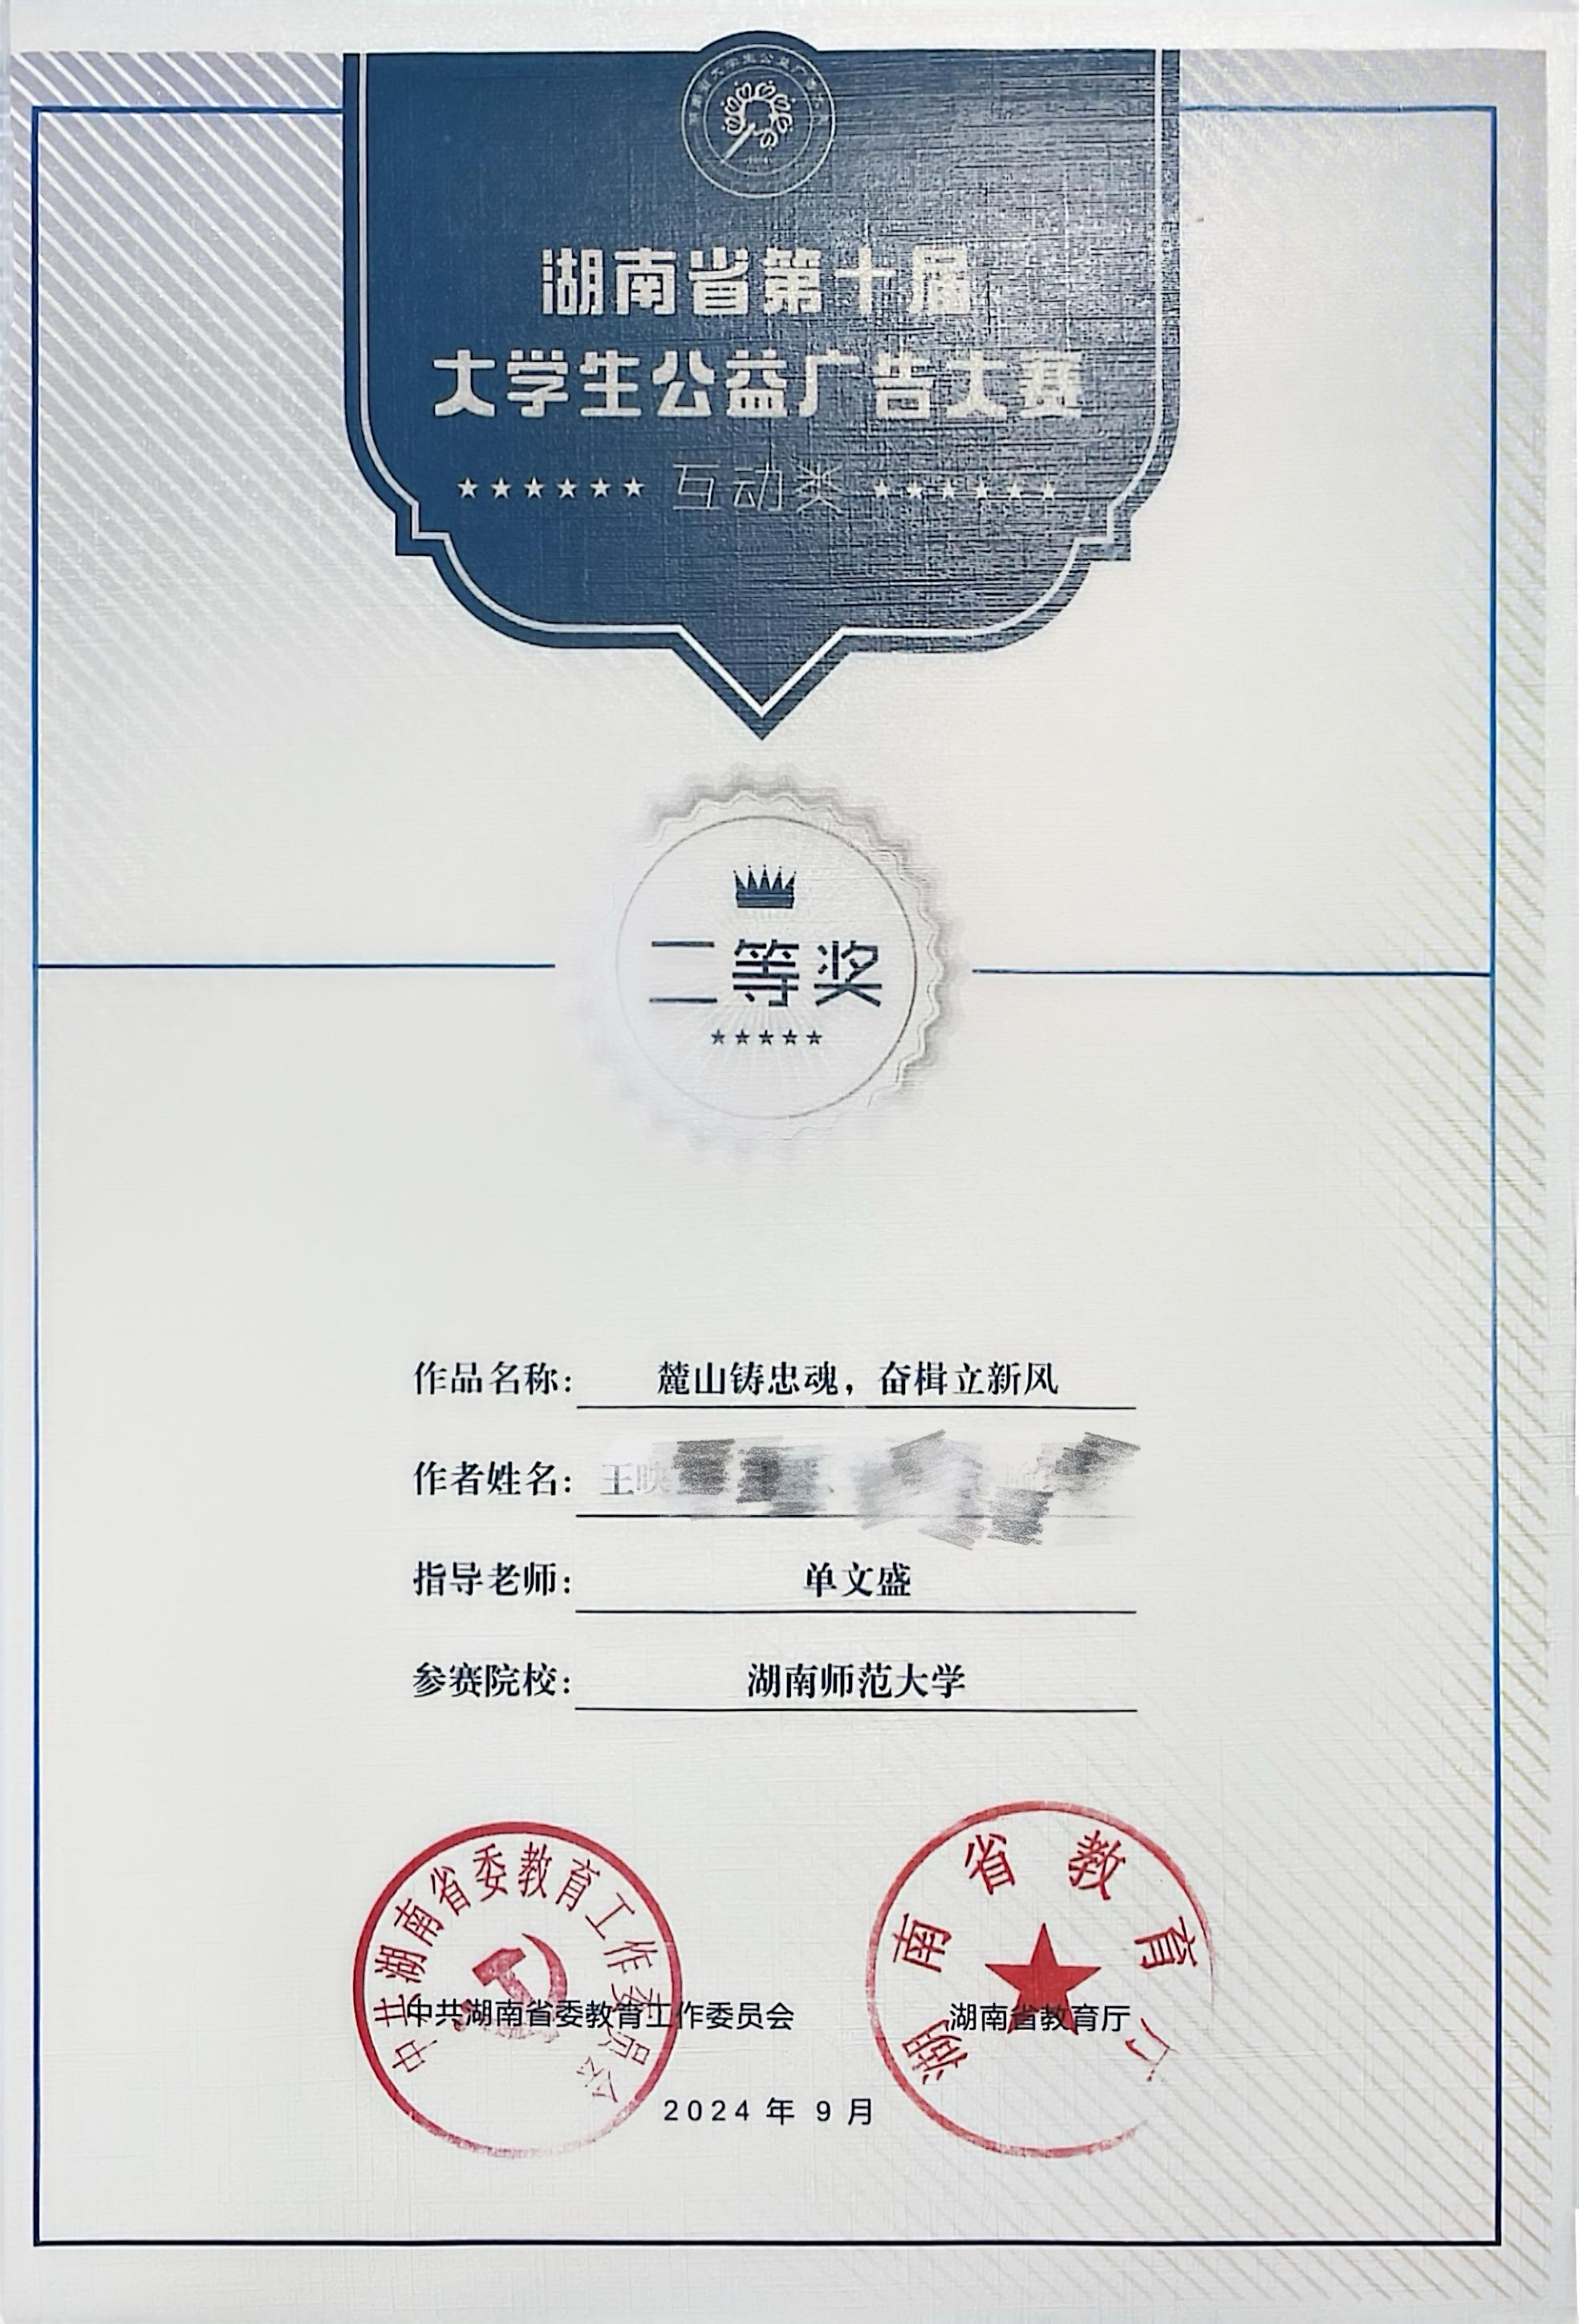 湖南省第十届
大学生公益广告大赛
★★★★★★ 互动类 ★★★★★★
二等奖
★★★★★
作品名称： 麓山铸忠魂，奋楫立新风
作者姓名： 王映
指导老师： 单文盛
参赛院校： 湖南师范大学
中共湖南省委教育工作委员会
湖南省教育厅
中共湖南省委教育工作委员会
湖南省教育厅
2024 年 9 月